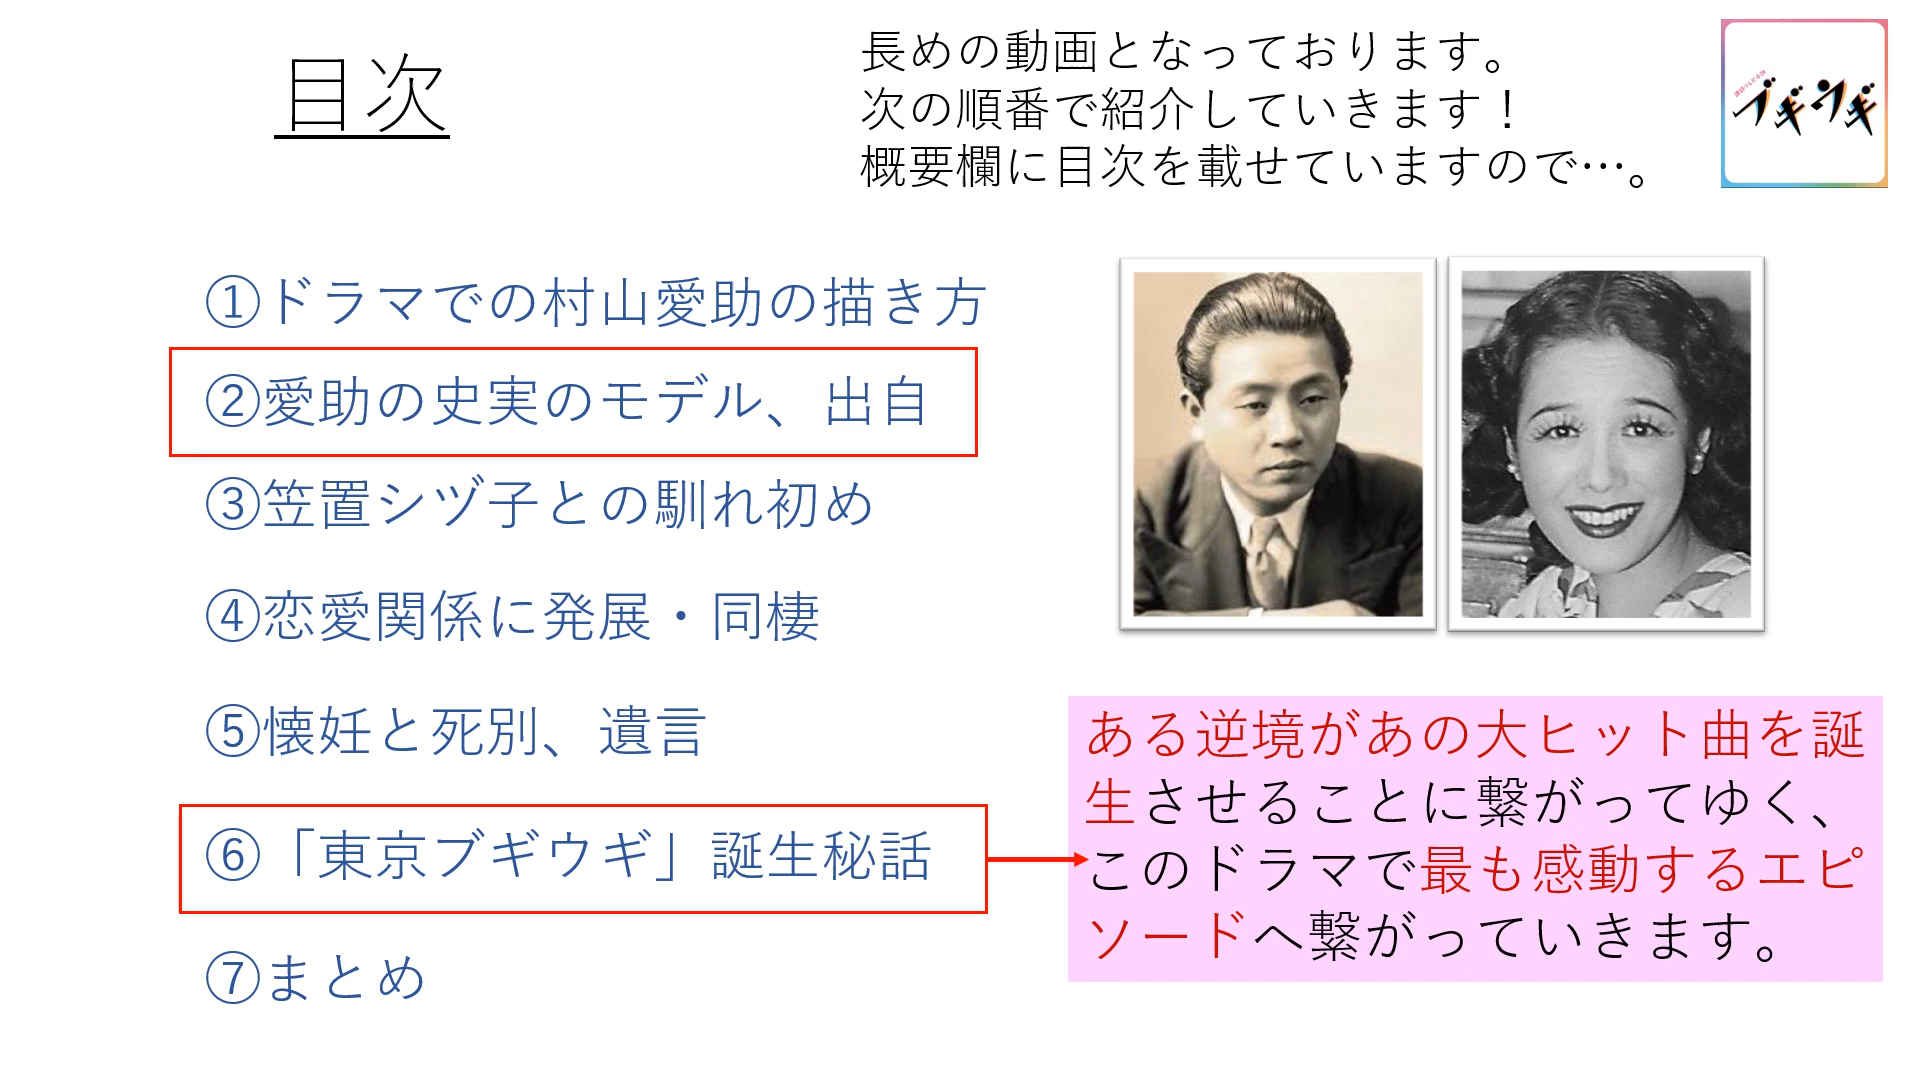 目次
長めの動画となっております。
次の順番で紹介していきます！
概要欄に目次を載せていますので…。
ブギウギ
①ドラマでの村山愛助の描き方
②愛助の史実のモデル、出自
③笠置シヅ子との馴れ初め
④恋愛関係に発展・同棲
⑤懐妊と死別、遺言
⑥「東京ブギウギ」誕生秘話
⑦まとめ
ある逆境があの大ヒット曲を誕
生させることに繋がってゆく、
このドラマで最も感動するエピ
ソードへ繋がっていきます。